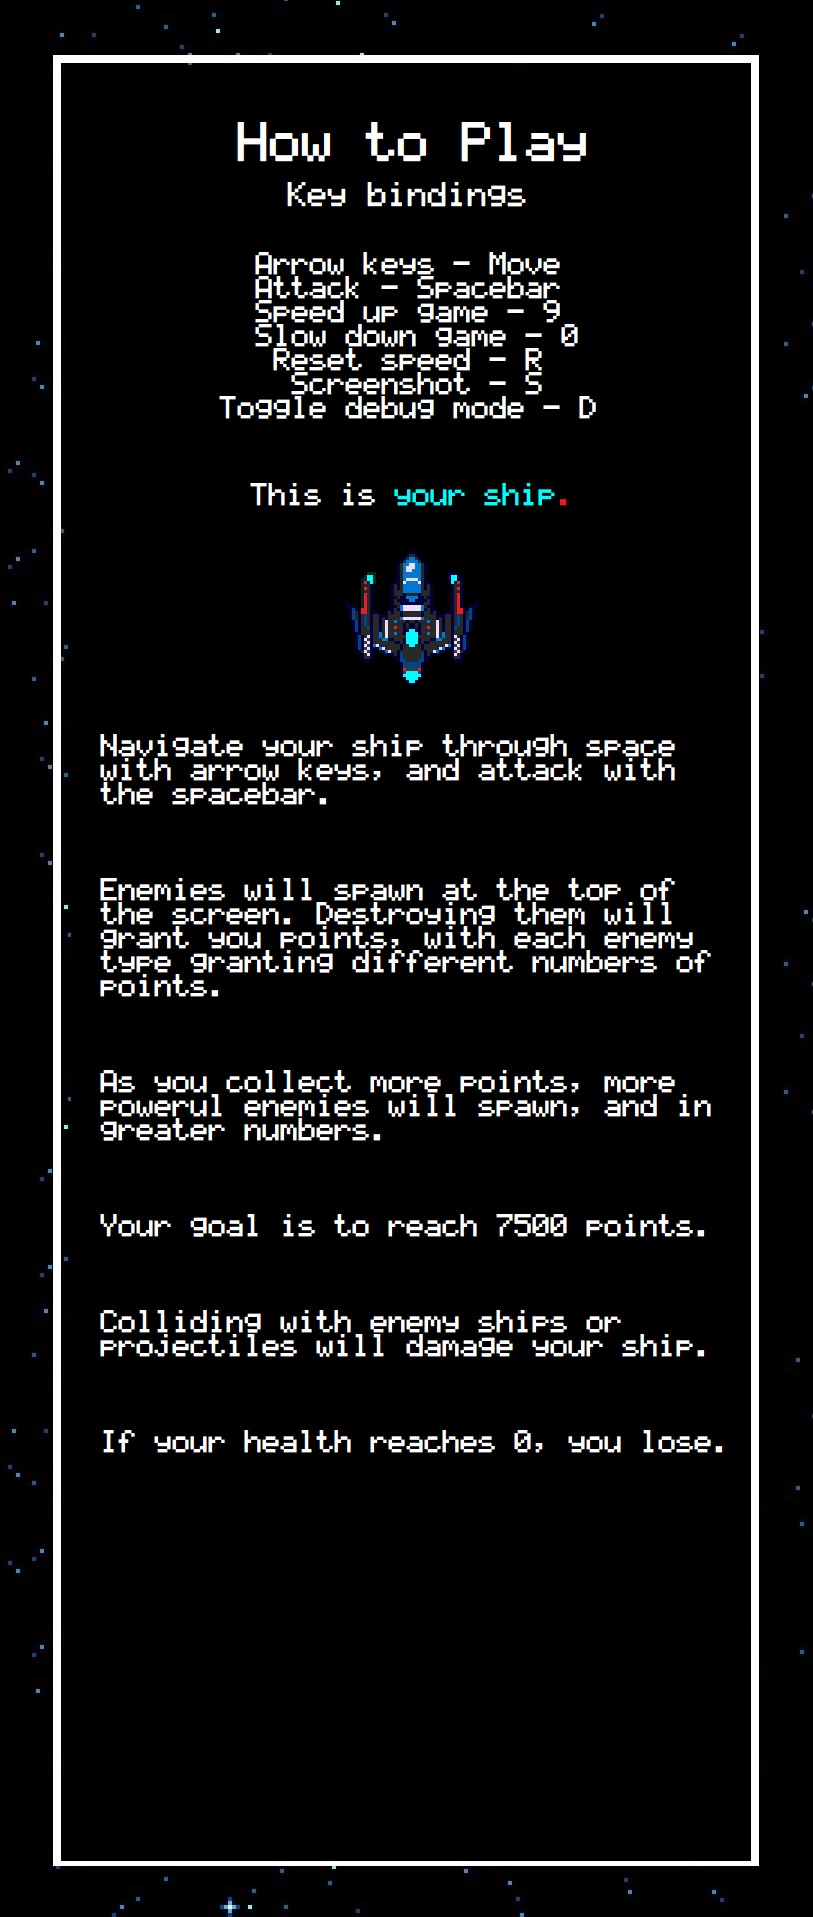 How to Play
Key bindings
Arrow keys - Move
Attack - Spacebar
Speed up game - 9
Slow down game - 0
Reset speed - R
Screenshot - S
Toggle debug mode - D
This is your ship.
Navigate your ship through space
with arrow keys, and attack with
the spacebar.
Enemies will spawn at the top of
the screen. Destroying them will
grant you points, with each enemy
type granting different numbers of
points.
As you collect more points, more
powerul enemies will spawn, and in
greater numbers.
Your goal is to reach 7500 points.
Colliding with enemy ships or
projectiles will damage your ship.
If your health reaches 0, you lose.